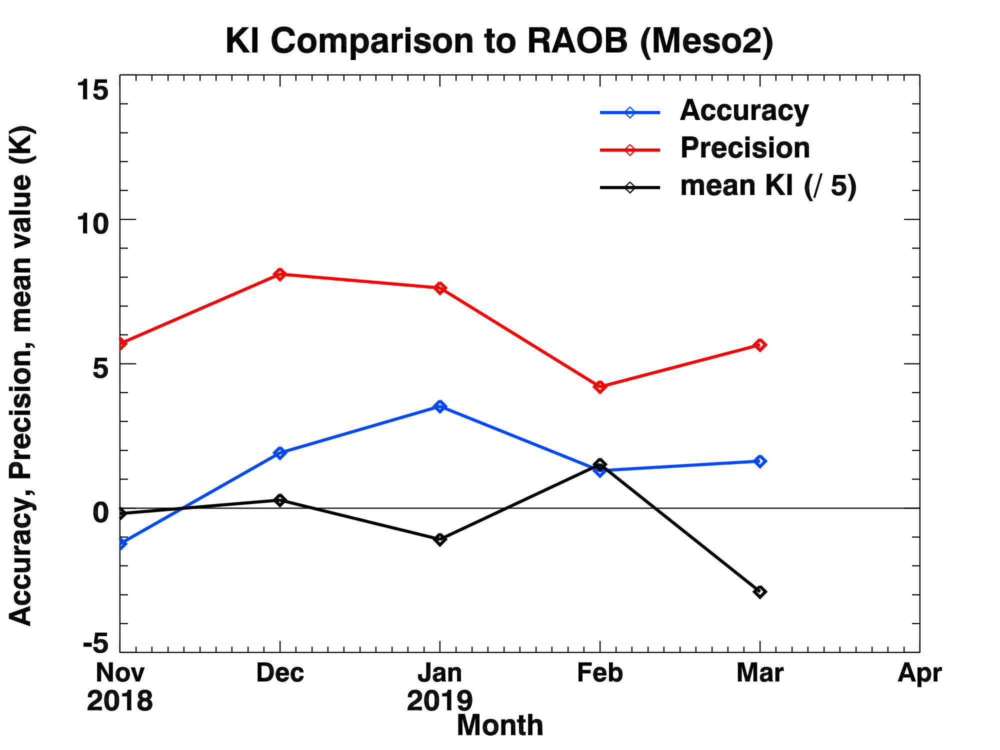 KI Comparison to RAOB (Meso2)
Accuracy
Precision
mean KI (/ 5)
Accuracy, Precision, mean value (K)
15
10
5
0
-5
Nov Dec Jan Feb Mar Apr
2018 2019
Month